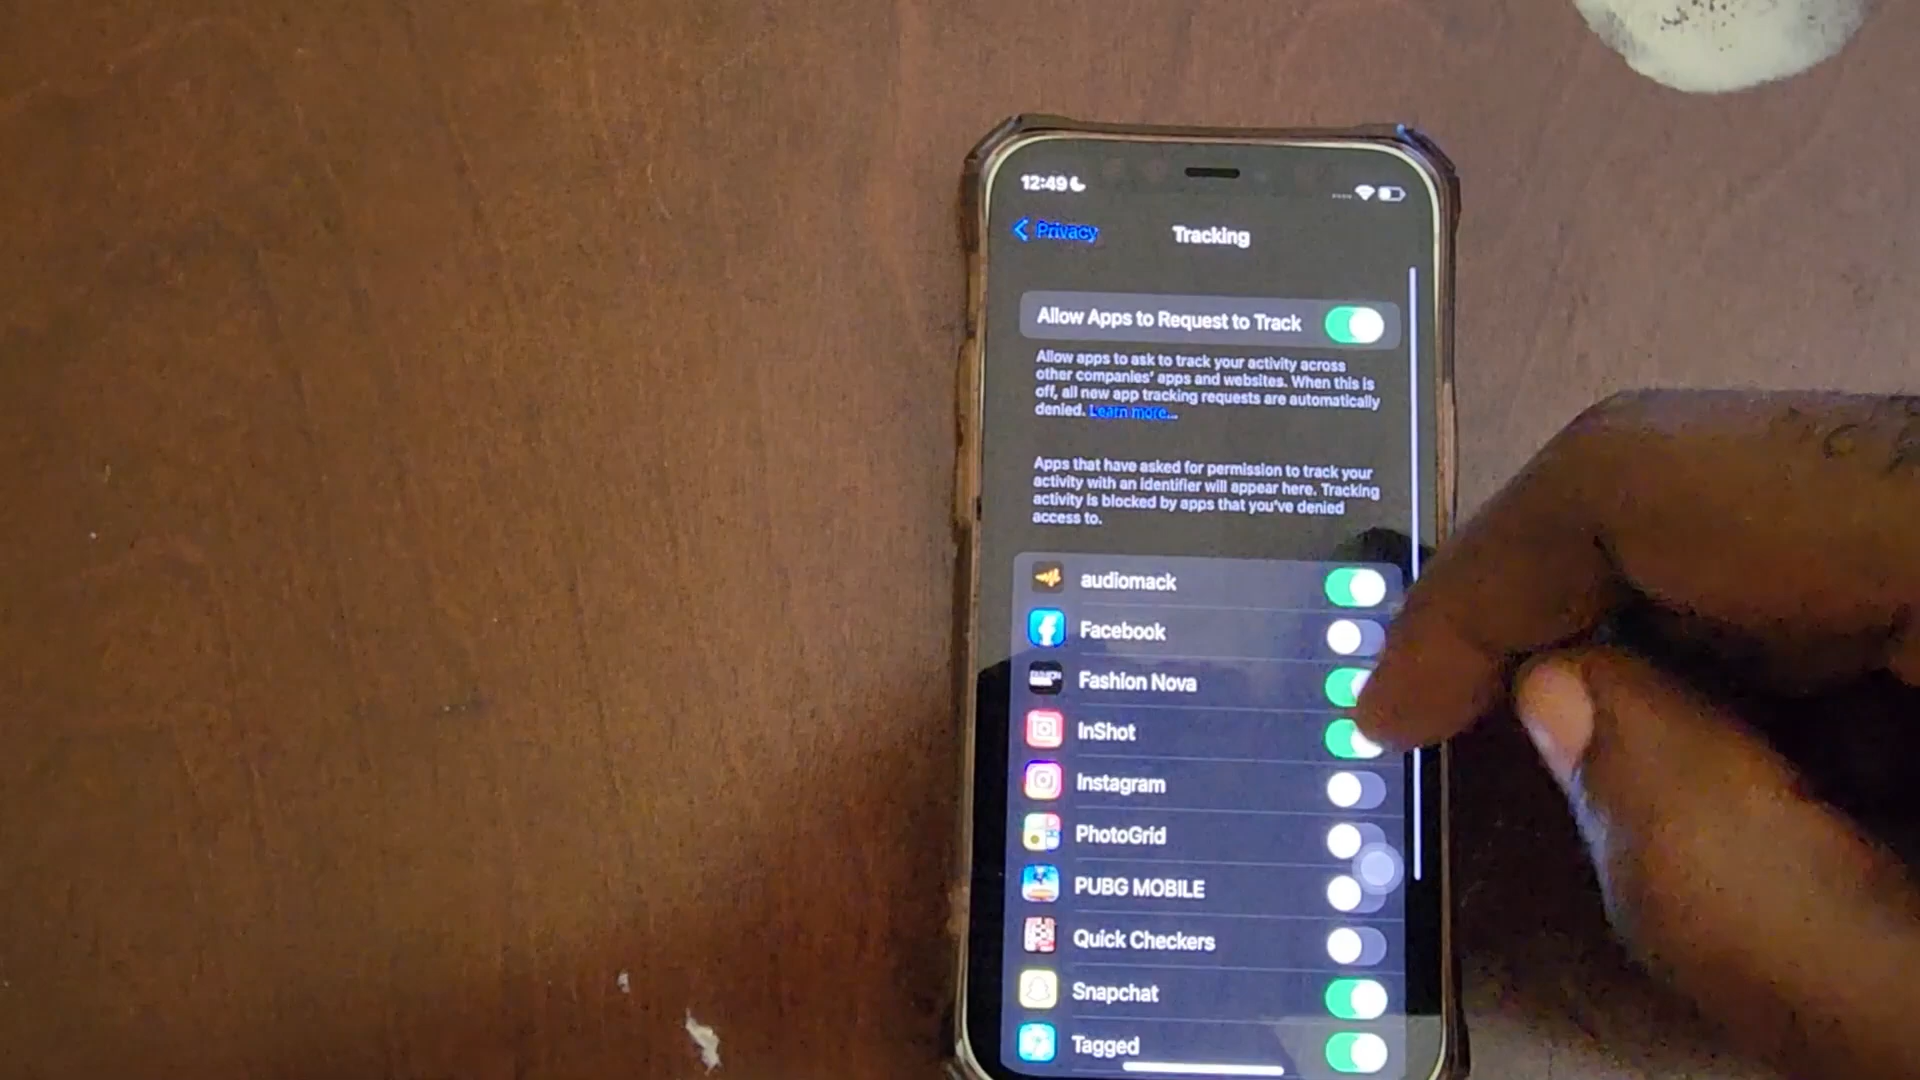 12:49
Privacy
Tracking
Allow Apps to Request to Track
Allow apps to ask to track your activity across
other companies' apps and websites. When this is
off, all new app tracking requests are automatically
denied. Learn more...
Apps that have asked for permission to track your
activity with an identifier will appear here. Tracking
activity is blocked by apps that you've denied
access to.
audiomack
Facebook
Fashion Nova
InShot
Instagram
PhotoGrid
PUBG MOBILE
Quick Checkers
Snapchat
Tagged